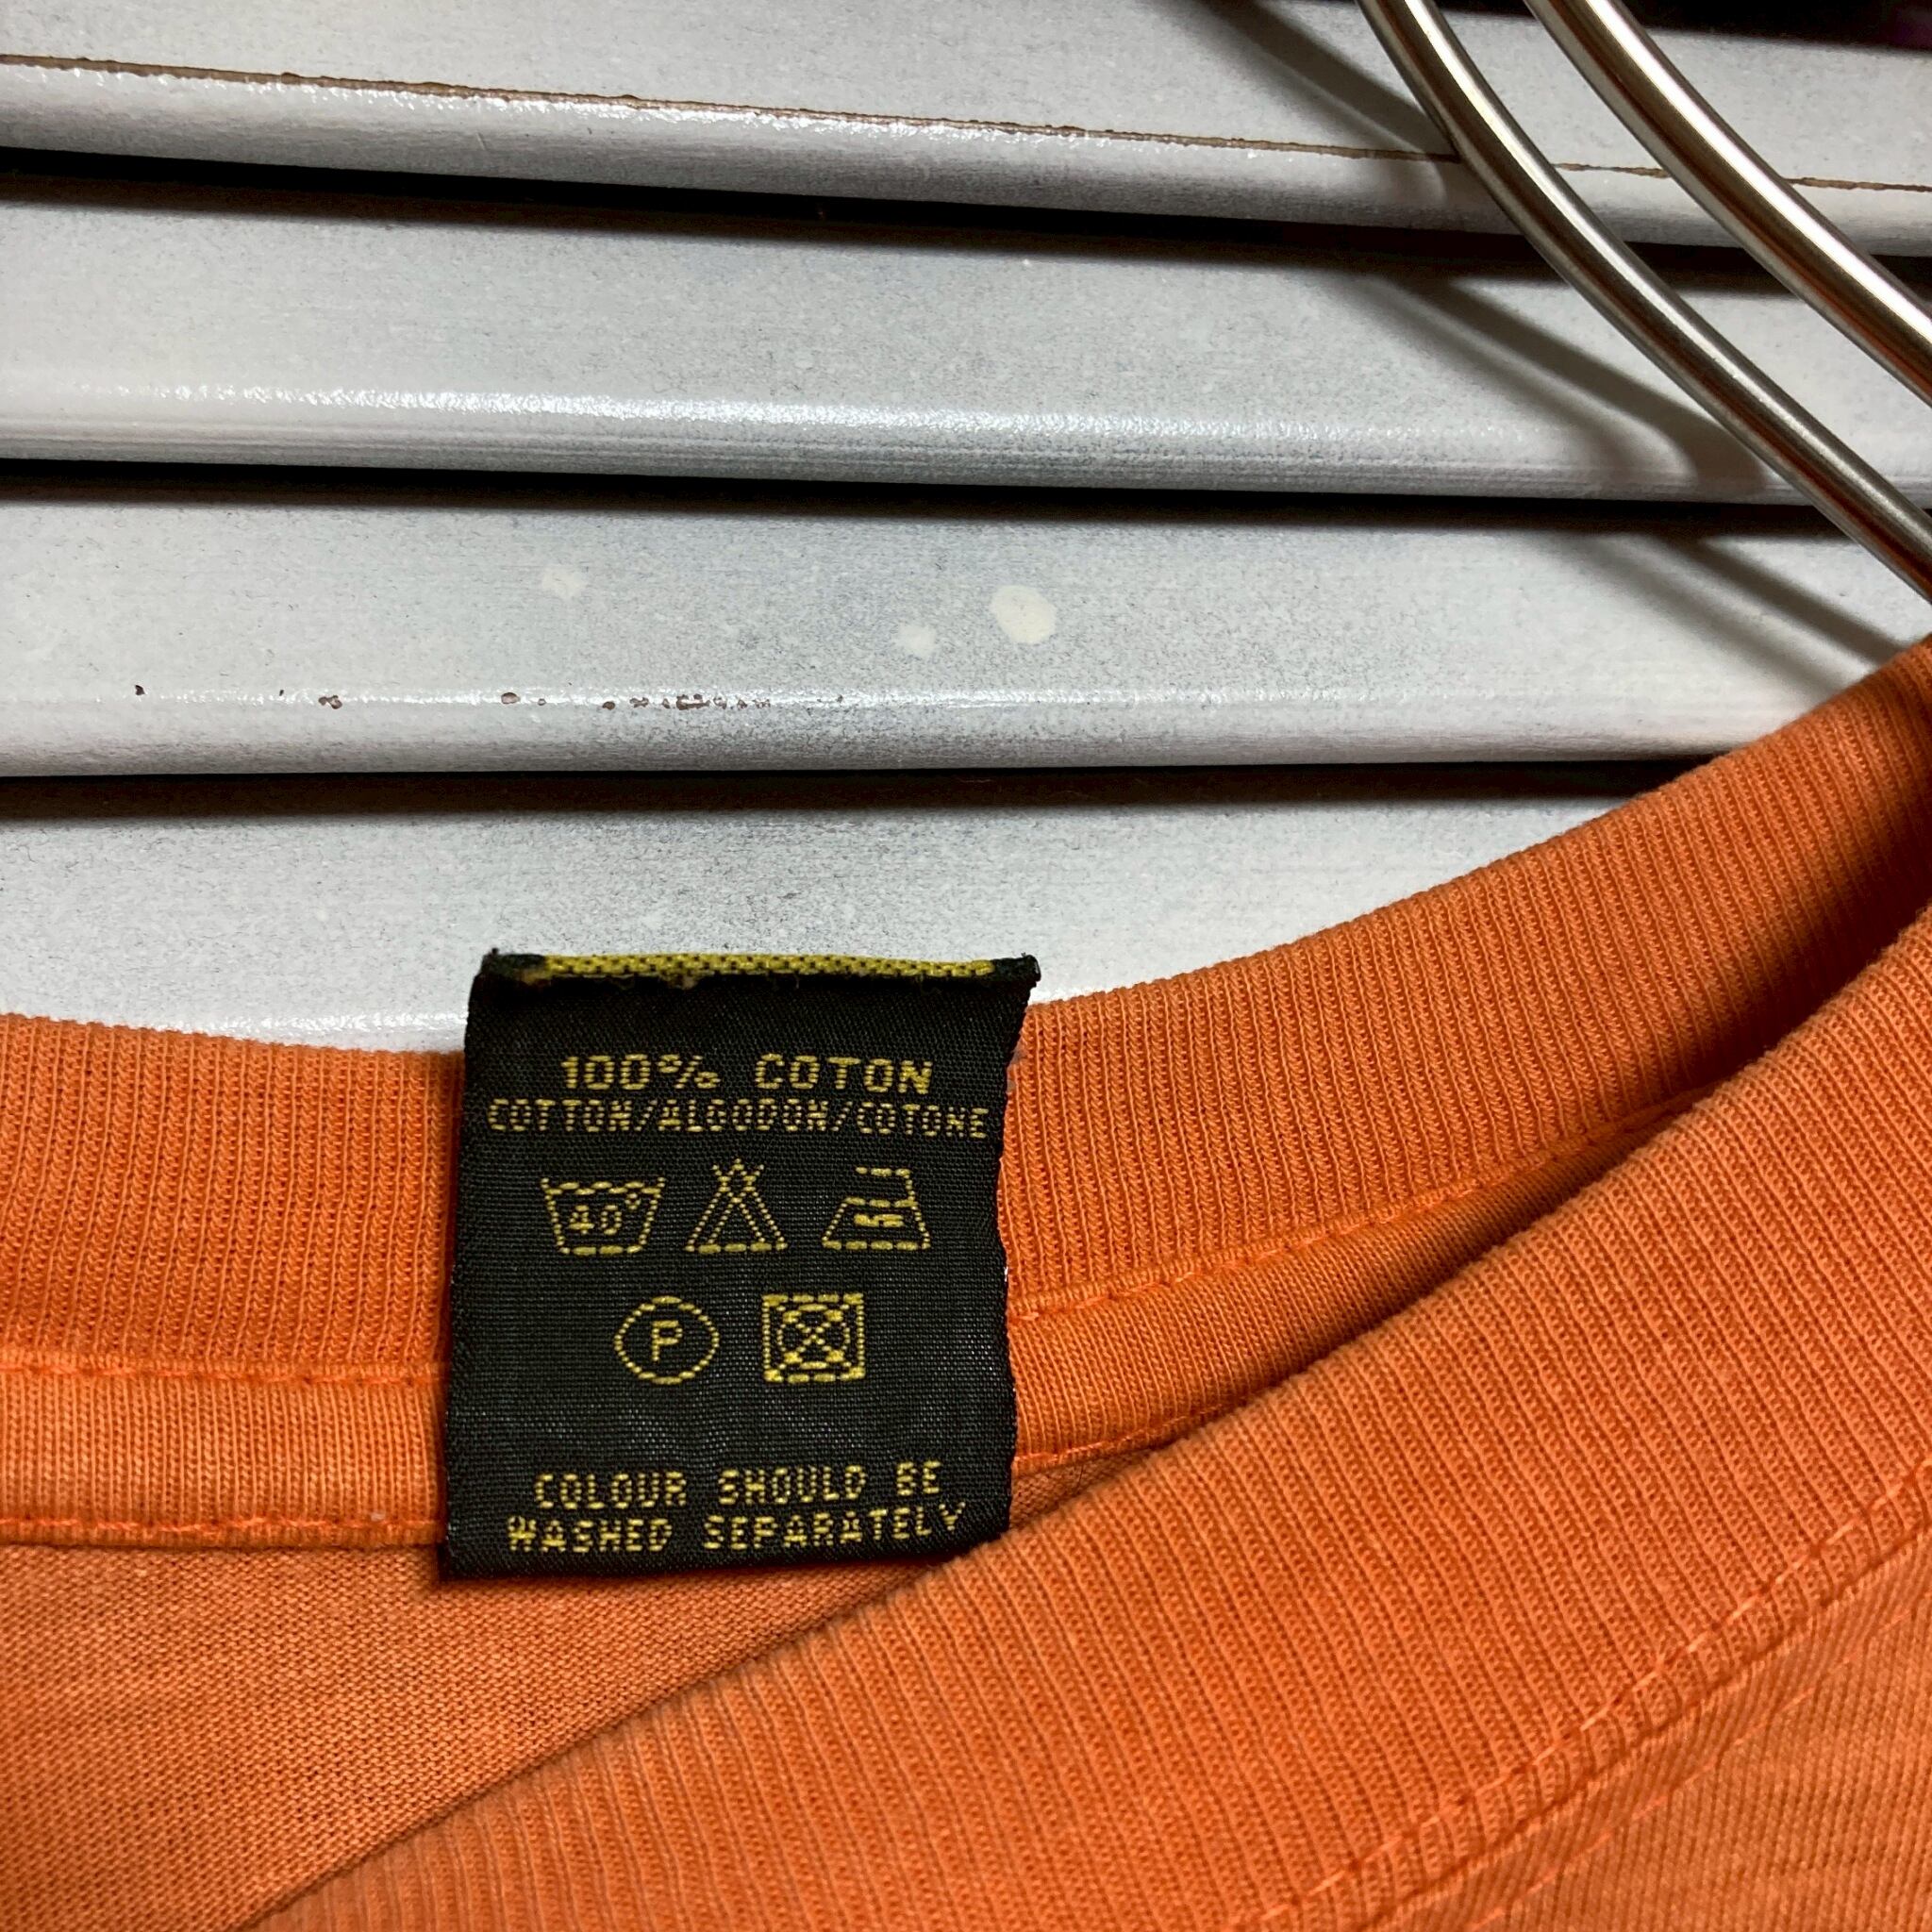 100% COTON
COTTON/ALGODON/COTONE
40°
P
COLOUR SHOULD BE
WASHED SEPARATELY